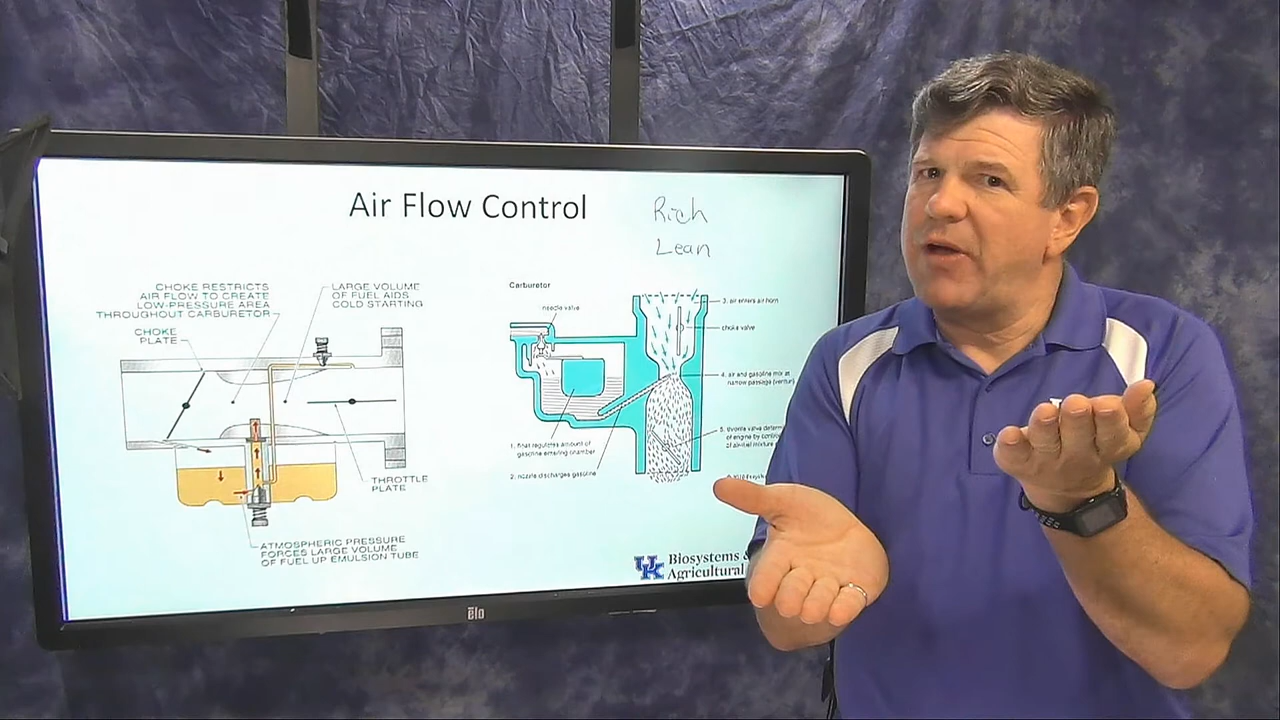 Air Flow Control
Rich
Lean
CHOKE RESTRICTS
AIR FLOW TO CREATE
LOW-PRESSURE AREA
THROUGHOUT CARBURETOR
LARGE VOLUME
OF FUEL AIDS
COLD STARTING
CHOKE
PLATE
THROTTLE
PLATE
ATMOSPHERIC PRESSURE
FORCES LARGE VOLUME
OF FUEL UP EMULSION TUBE
Carburetor
needle valve
3. air enters air horn
choke valve
4. air and gasoline mix at
narrow passage (ventur
5. throttle valve determ
of engine by contro
1. float regulates amount of
gasoline entering chamber
2. nozzle discharges gasoline
UK
Biosystems &
Agricultural
elo